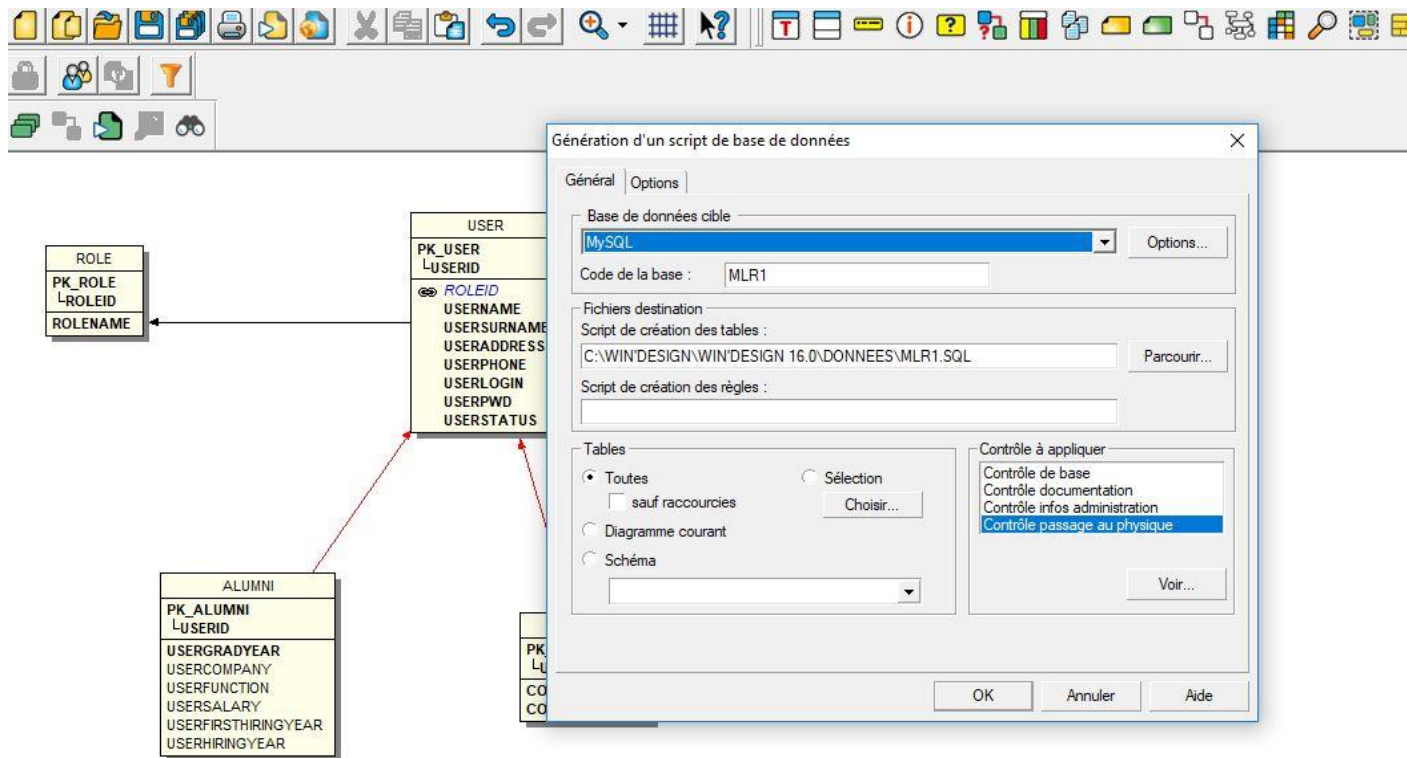 Génération d'un script de base de données
Général
Options
Base de données cible
MySQL
Options...
Code de la base :
MLR1
Fichiers destination
Script de création des tables :
C:\WIN'DESIGN\WIN'DESIGN 16.0\DONNEES\MLR1.SQL
Parcourir...
Script de création des règles :
Tables
Toutes
Sélection
sauf raccourcies
Choisir...
Diagramme courant
Schéma
Contrôle à appliquer
Contrôle de base
Contrôle documentation
Contrôle infos administration
Contrôle passage au physique
Voir...
OK
Annuler
Aide
ROLE
PK_ROLE
ROLEID
ROLENAME
USER
PK_USER
USERID
ROLEID
USERNAME
USERSURNAME
USERADDRESS
USERPHONE
USERLOGIN
USERPWD
USERSTATUS
ALUMNI
PK_ALUMNI
USERID
USERGRADYEAR
USERCOMPANY
USERFUNCTION
USERSALARY
USERFIRSTHIRINGYEAR
USERHIRINGYEAR
PK
CO
CO